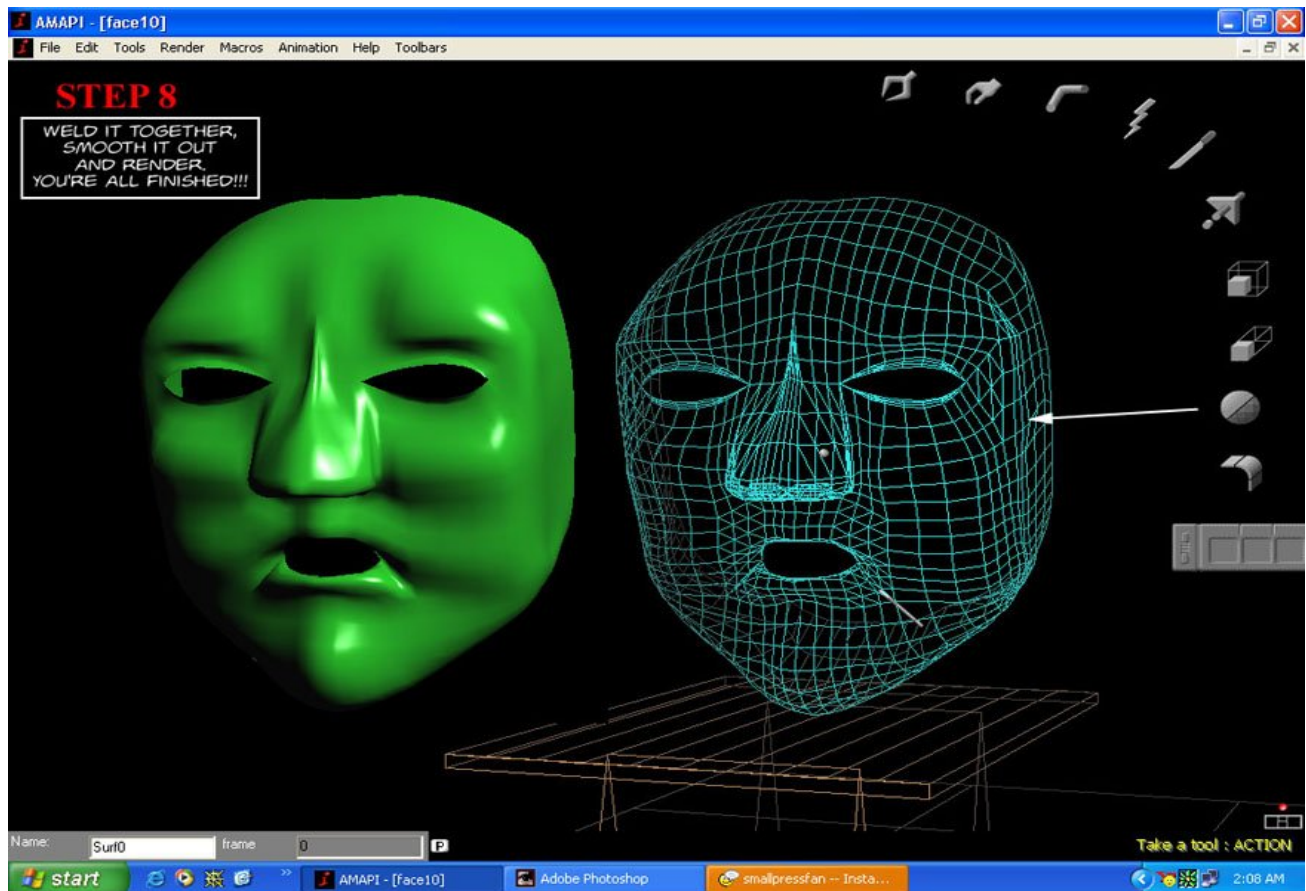 AMAPI - [face10]
File Edit Tools Render Macros Animation Help Toolbars
STEP 8
WELD IT TOGETHER,
SMOOTH IT OUT
AND RENDER.
YOU'RE ALL FINISHED!!!
Name: Surf0 frame 0 P
Take a tool : ACTION
start AMAPI - [face10] Adobe Photoshop smallpressfan -- Insta... 2:08 AM